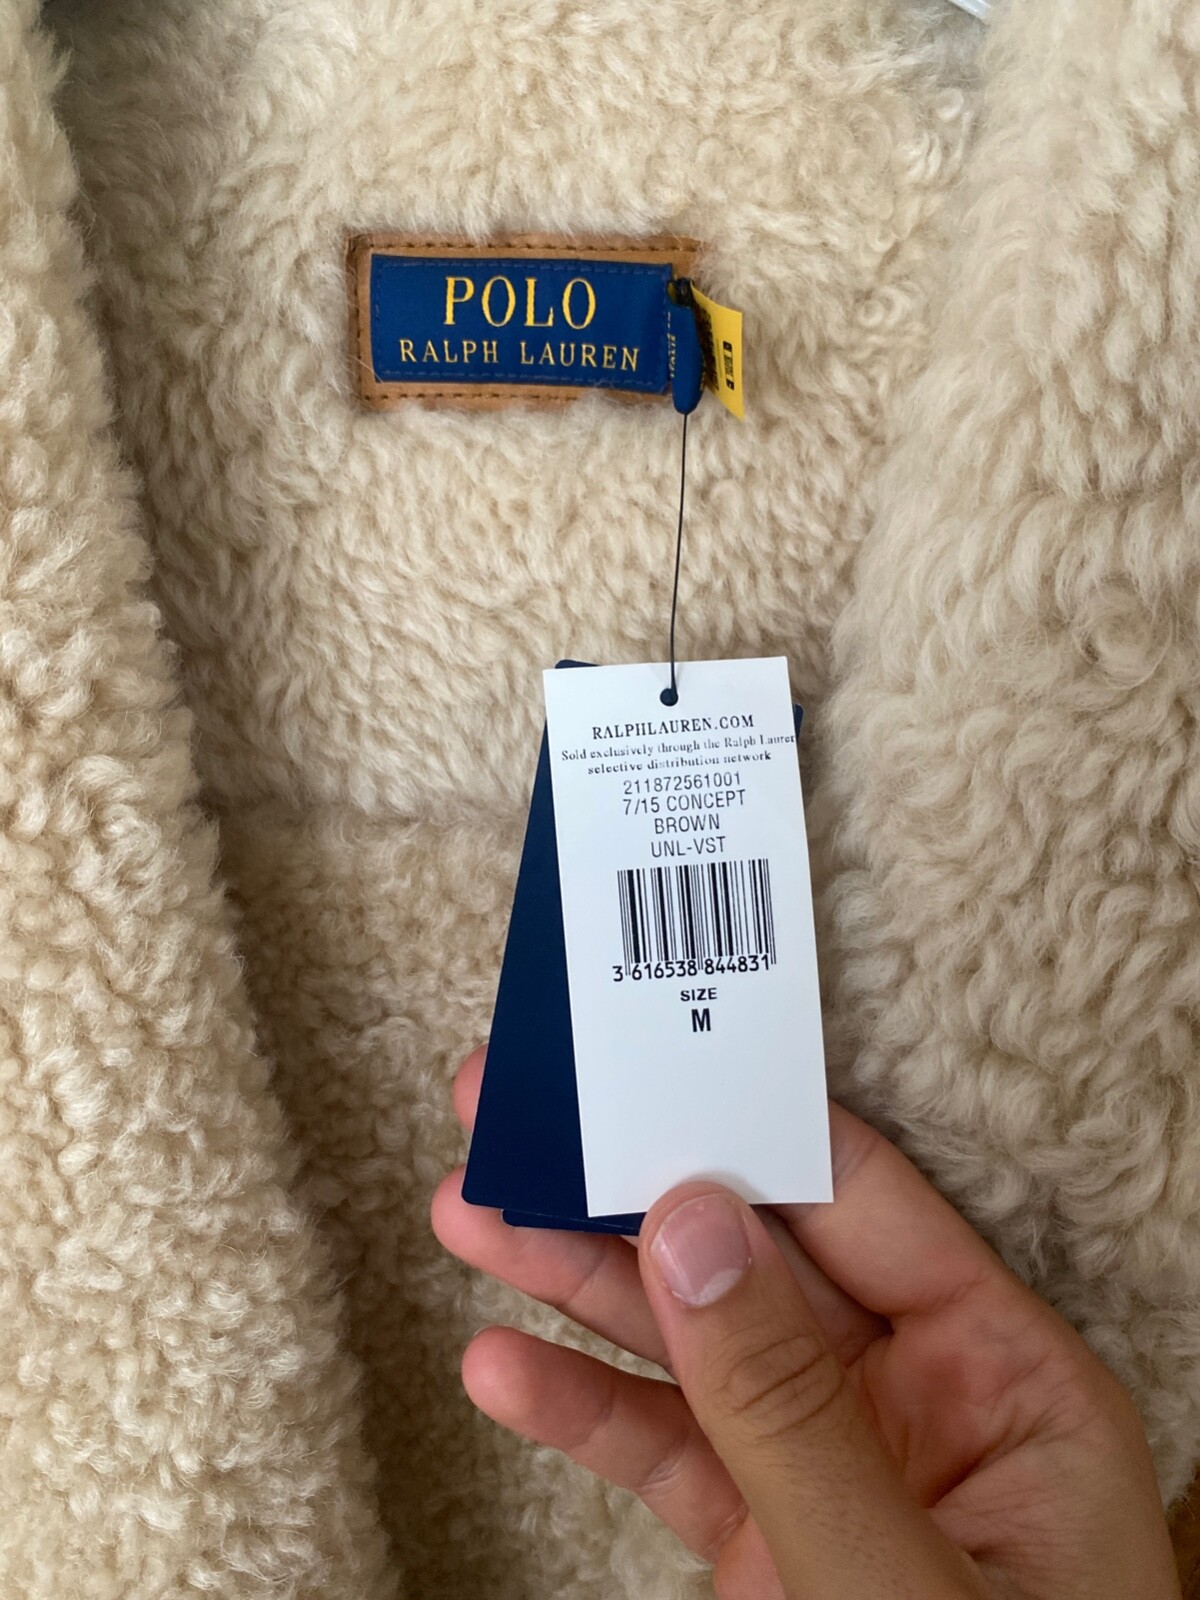 POLO
RALPH LAUREN
RALPHLAUREN.COM
Sold exclusively through the Ralph Lauren
selective distribution network
211872561001
7/15 CONCEPT
BROWN
UNL-VST
3 616538 844831
SIZE
M